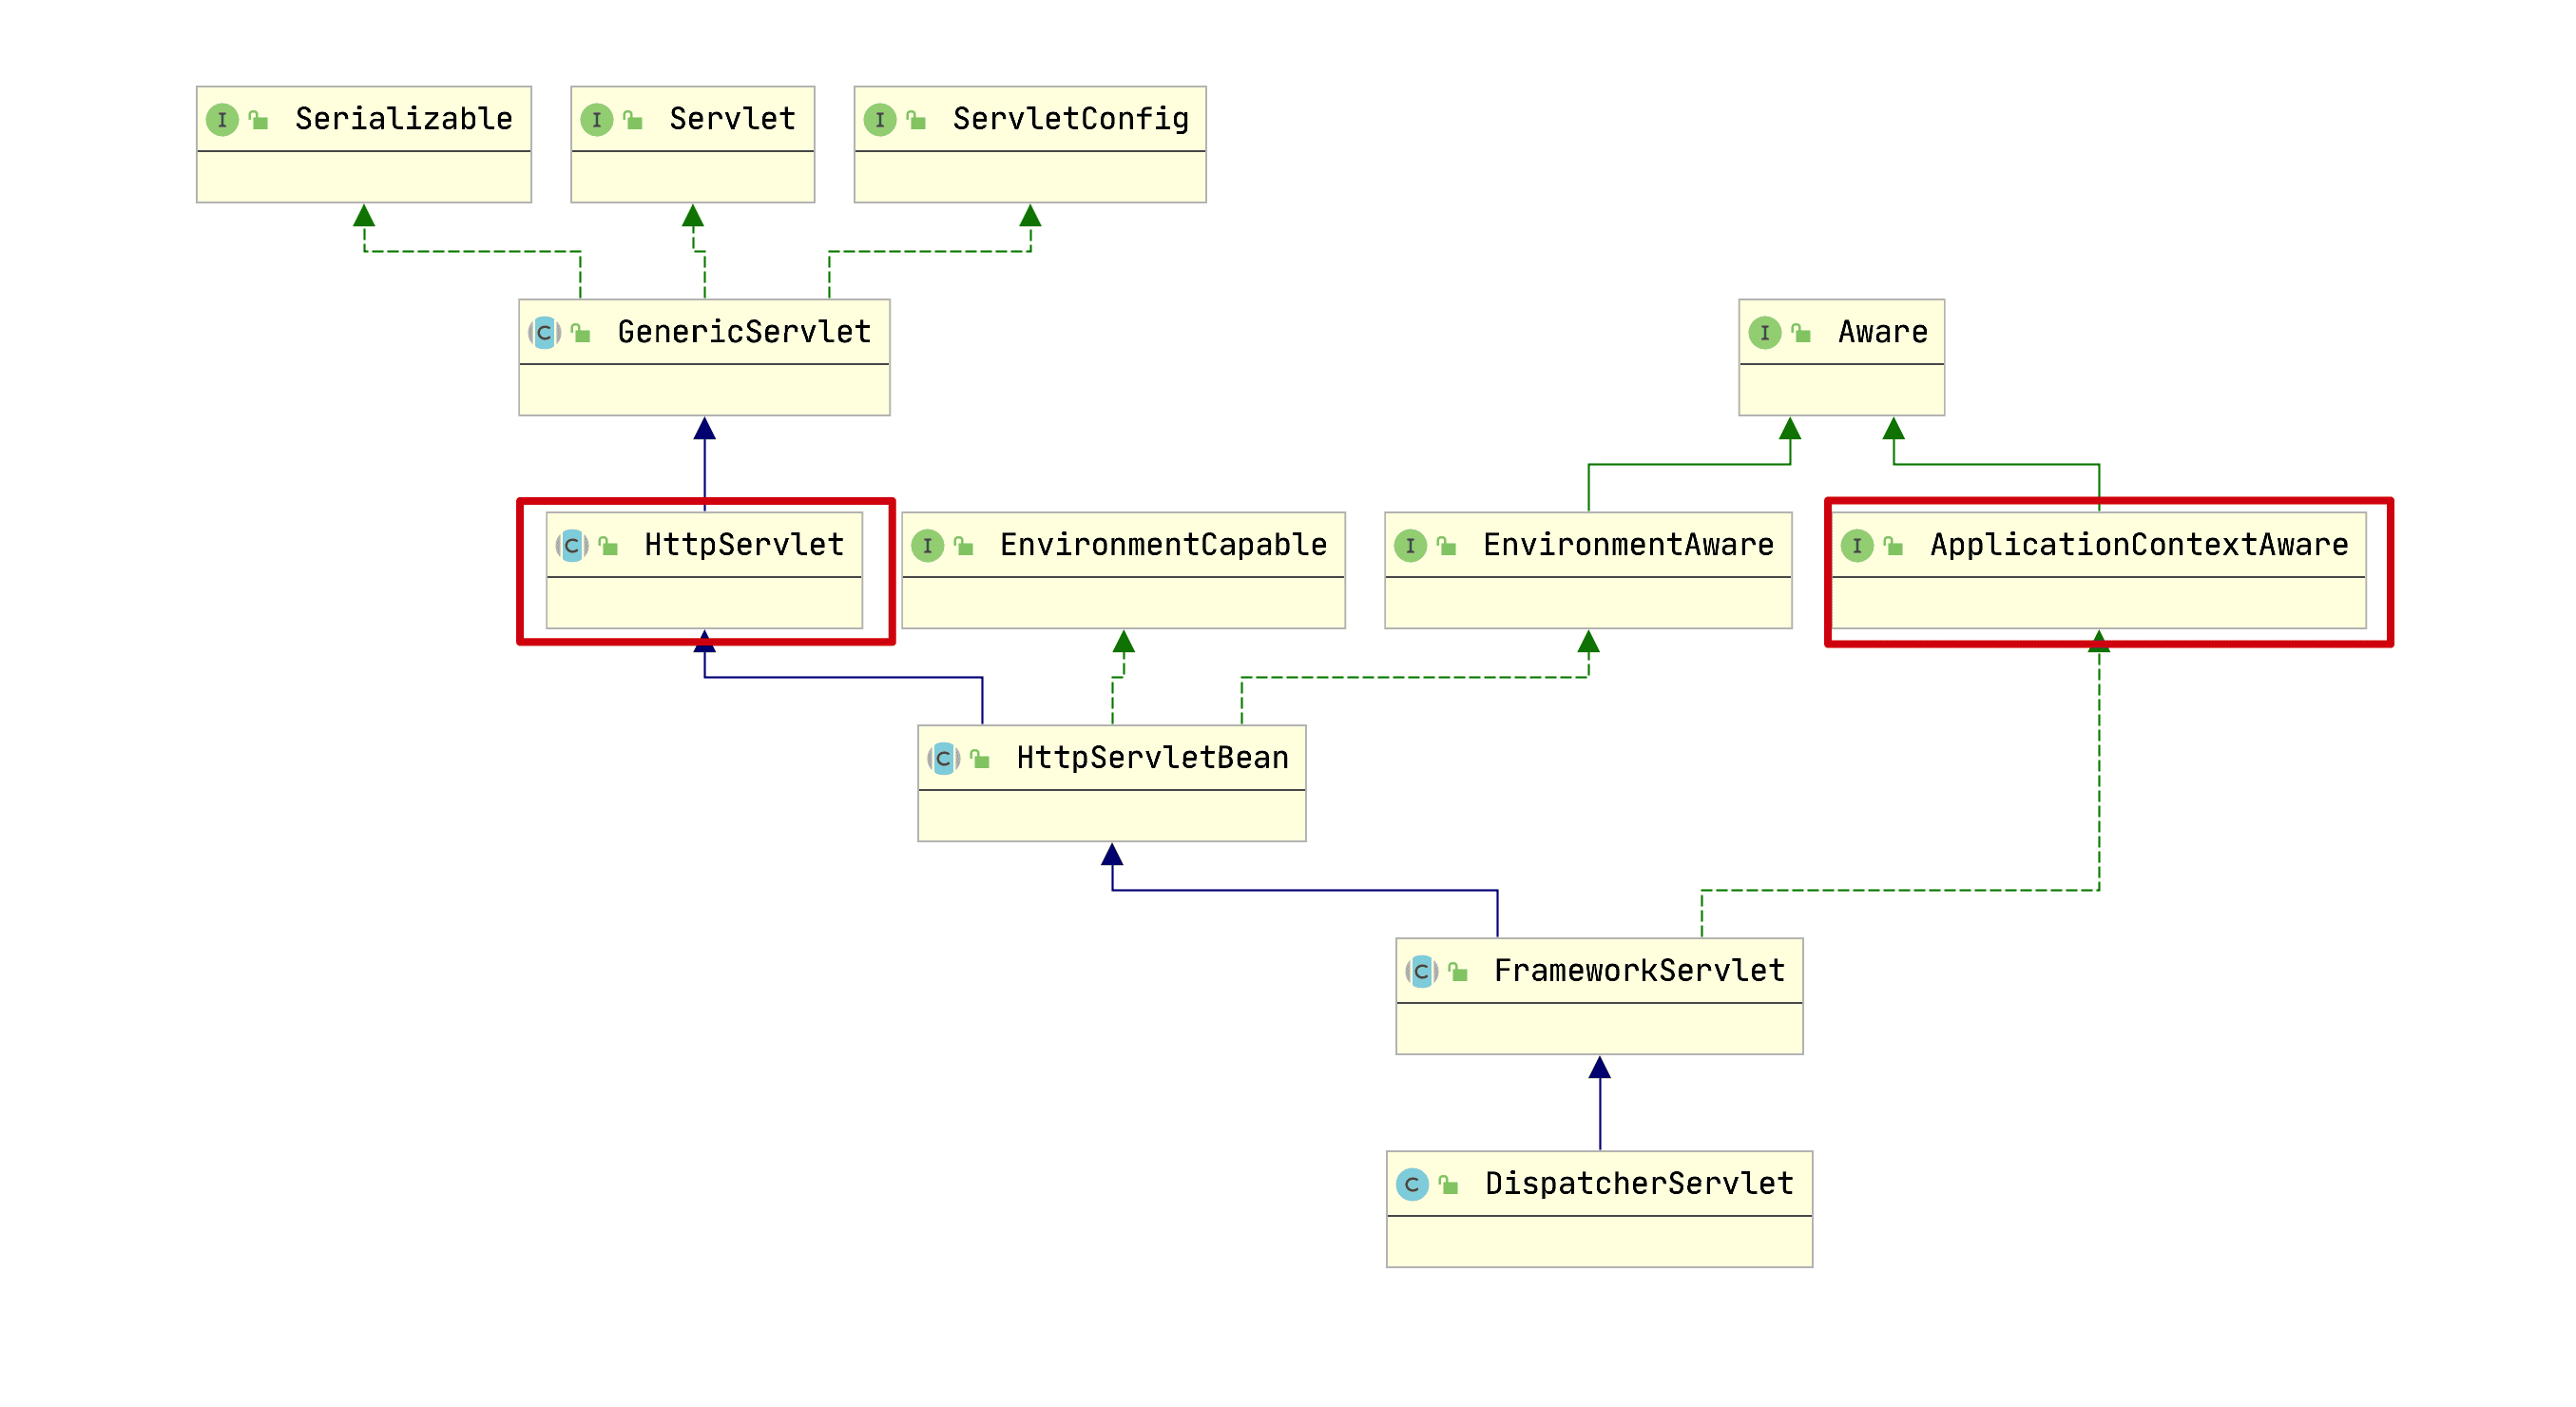 Serializable
Servlet
ServletConfig
GenericServlet
Aware
HttpServlet
EnvironmentCapable
EnvironmentAware
ApplicationContextAware
HttpServletBean
FrameworkServlet
DispatcherServlet